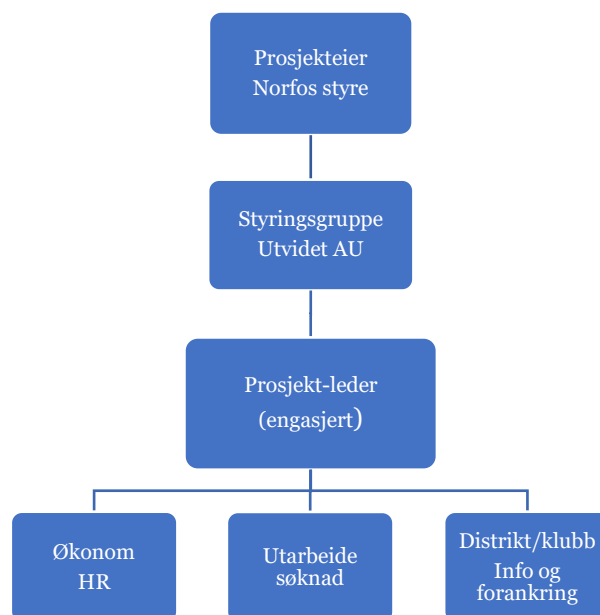 Prosjekteier
Norfos styre
Styringsgruppe
Utvidet AU
Prosjekt-leder
(engasjert)
Økonom
HR
Utarbeide
søknad
Distrikt/klubb
Info og
forankring